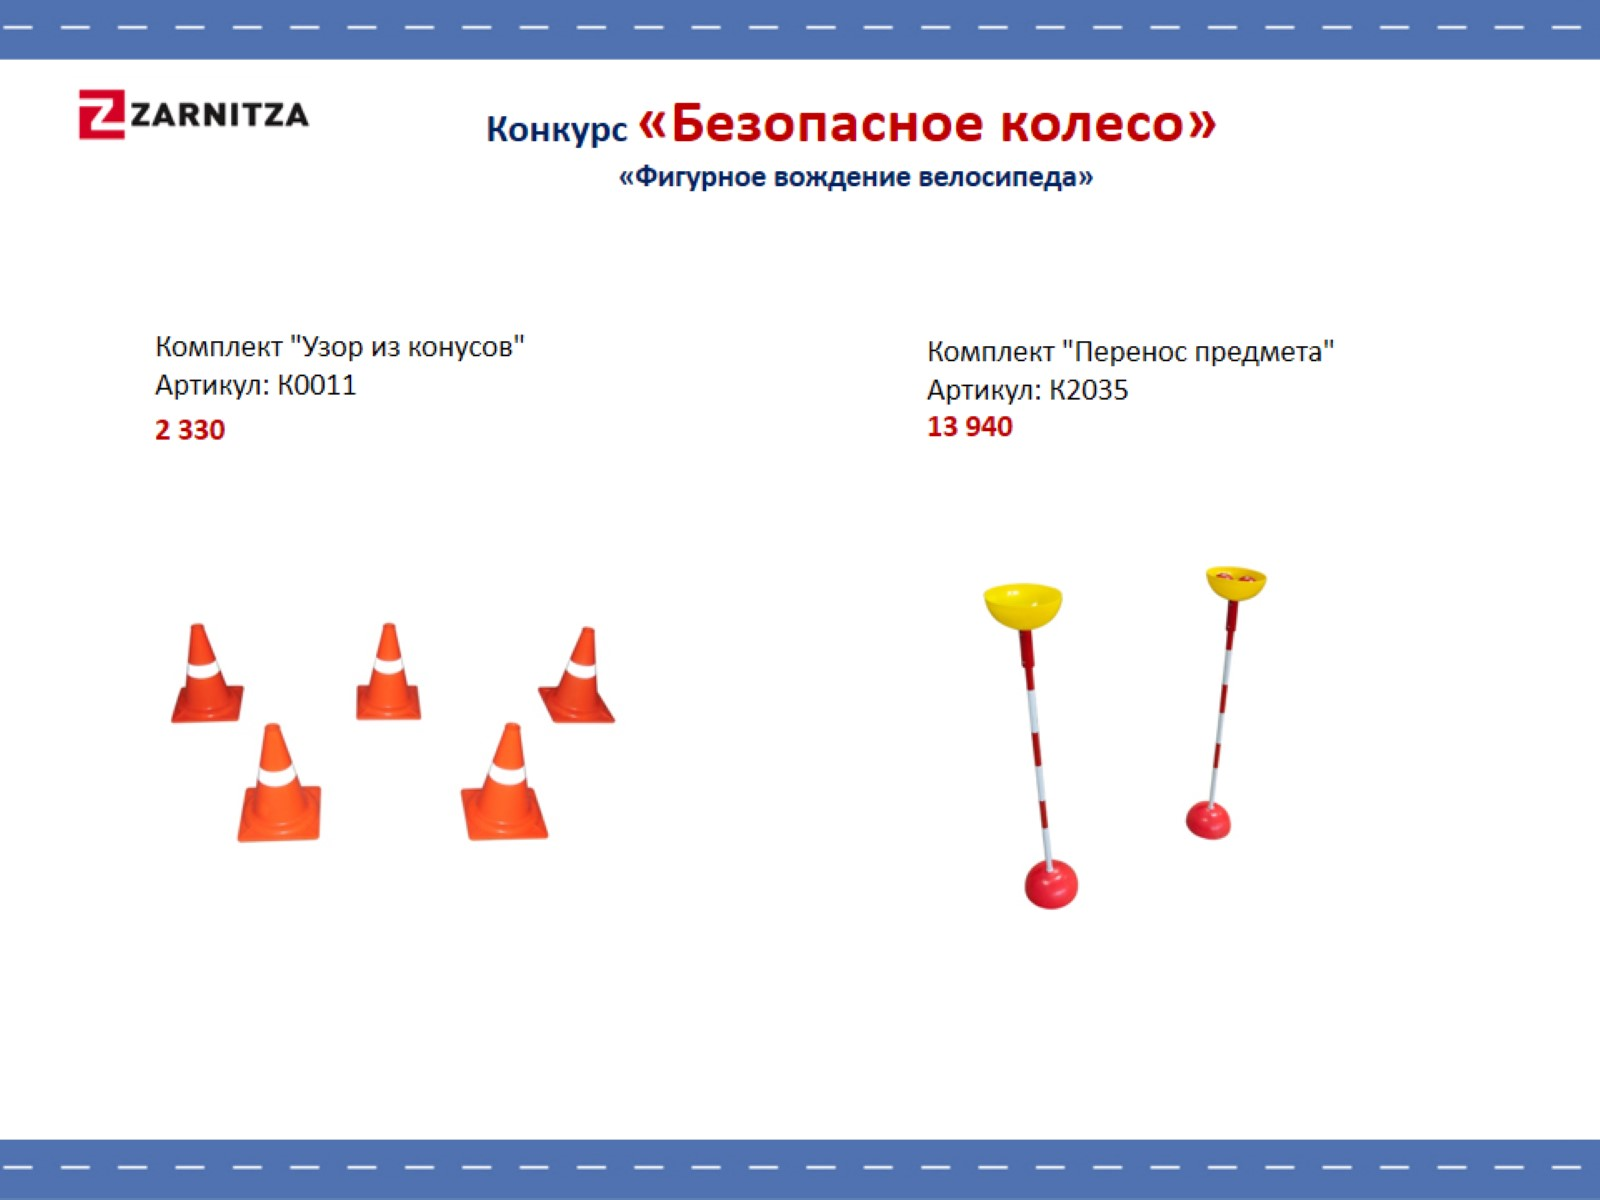 ZARNITZA
Конкурс «Безопасное колесо»
«Фигурное вождение велосипеда»
Комплект "Узор из конусов"
Артикул: К0011
2 330
Комплект "Перенос предмета"
Артикул: К2035
13 940